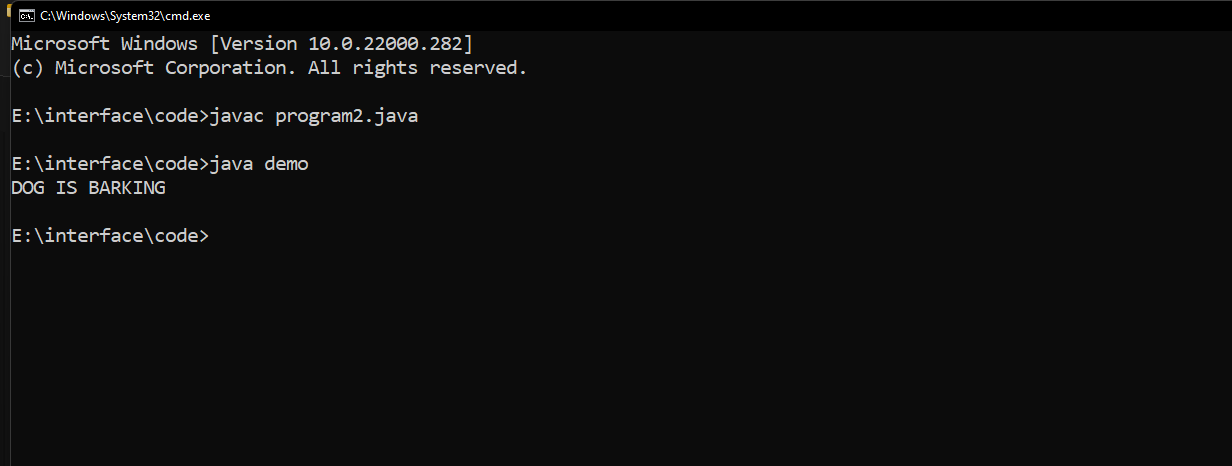 C:\Windows\System32\cmd.exe
Microsoft Windows [Version 10.0.22000.282]
(c) Microsoft Corporation. All rights reserved.
E:\interface\code>javac program2.java
E:\interface\code>java demo
DOG IS BARKING
E:\interface\code>